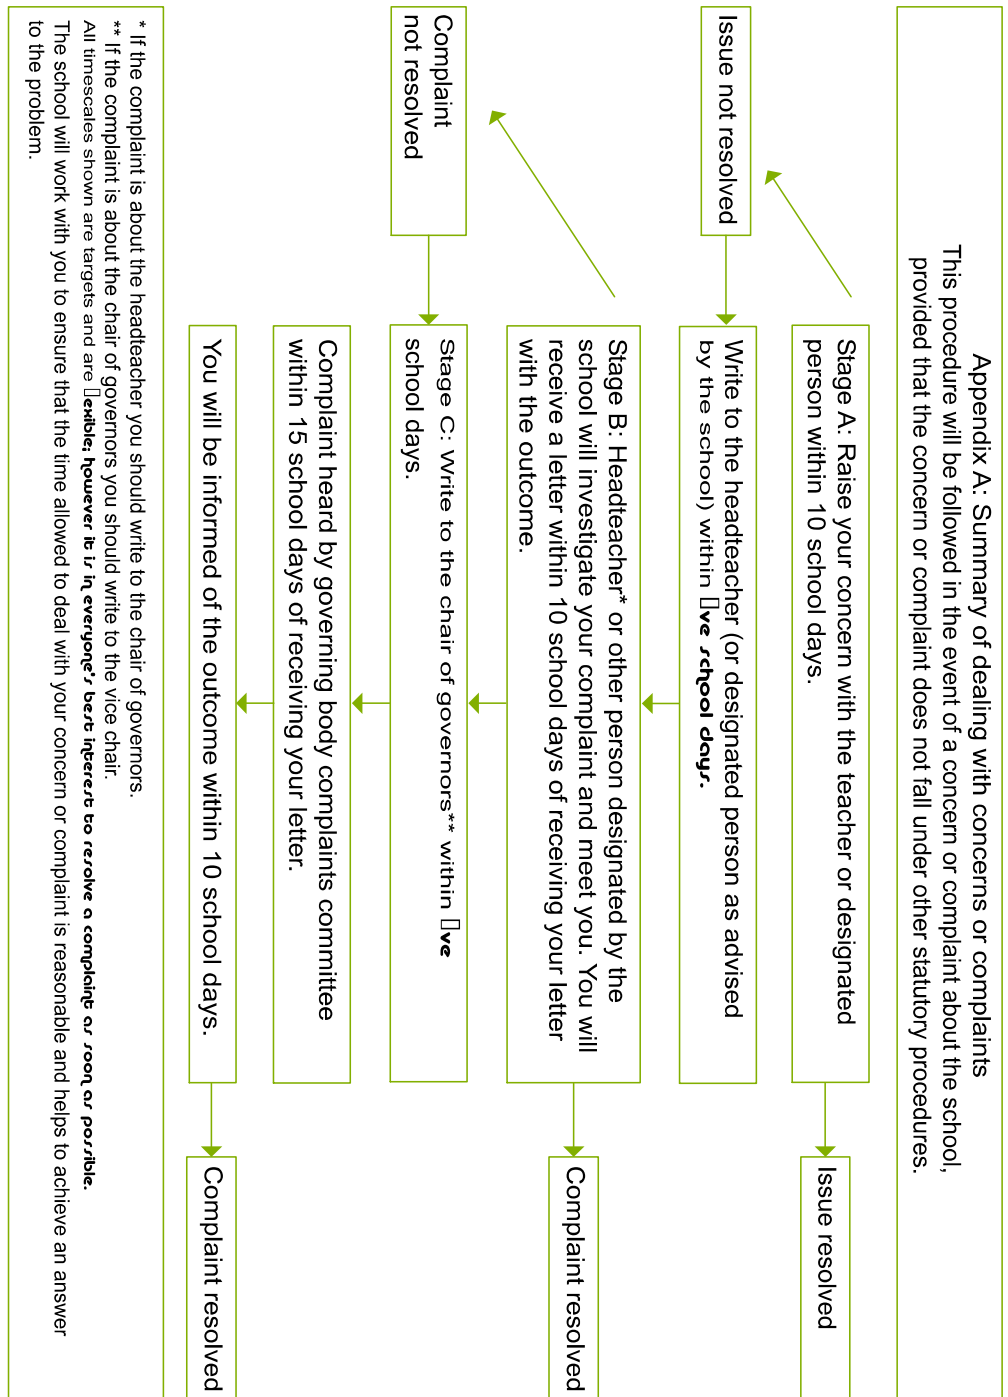 Appendix A: Summary of dealing with concerns or complaints
This procedure will be followed in the event of a concern or complaint about the school,
provided that the concern or complaint does not fall under other statutory procedures.
Stage A: Raise your concern with the teacher or designated
person within 10 school days.
Issue resolved
Issue not resolved
Write to the headteacher (or designated person as advised
by the school) within ▯ve school days.
Stage B: Headteacher* or other person designated by the
school will investigate your complaint and meet you. You will
receive a letter within 10 school days of receiving your letter
with the outcome.
Complaint resolved
Complaint
not resolved
Stage C: Write to the chair of governors** within ▯ve
school days.
Complaint heard by governing body complaints committee
within 15 school days of receiving your letter.
You will be informed of the outcome within 10 school days.
Complaint resolved
* If the complaint is about the headteacher you should write to the chair of governors.
** If the complaint is about the chair of governors you should write to the vice chair.
All timescales shown are targets and are ▯exible; however it is in everyone's best interest to resolve a complaint as soon as possible.
The school will work with you to ensure that the time allowed to deal with your concern or complaint is reasonable and helps to achieve an answer
to the problem.